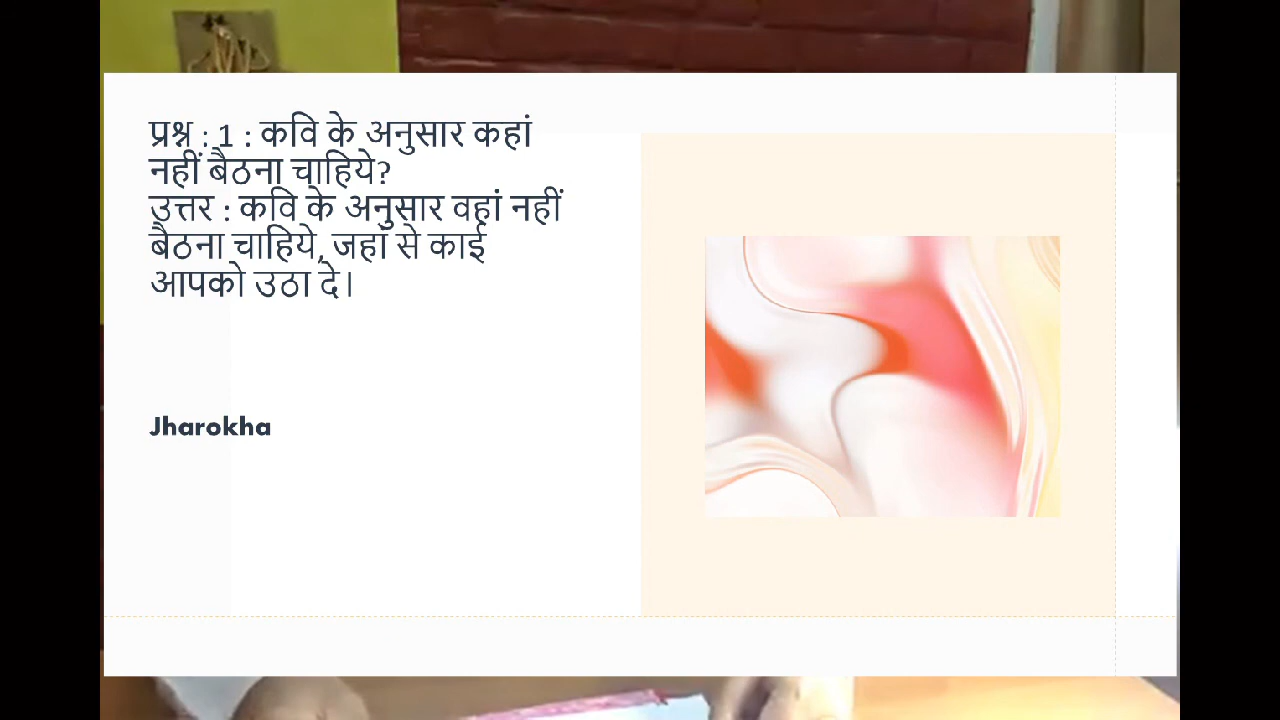 प्रश्न : 1 : कवि के अनुसार कहां
नहीं बैठना चाहिये?
उत्तर : कवि के अनुसार वहां नहीं
बैठना चाहिये, जहां से काई
आपको उठा दे।
Jharokha